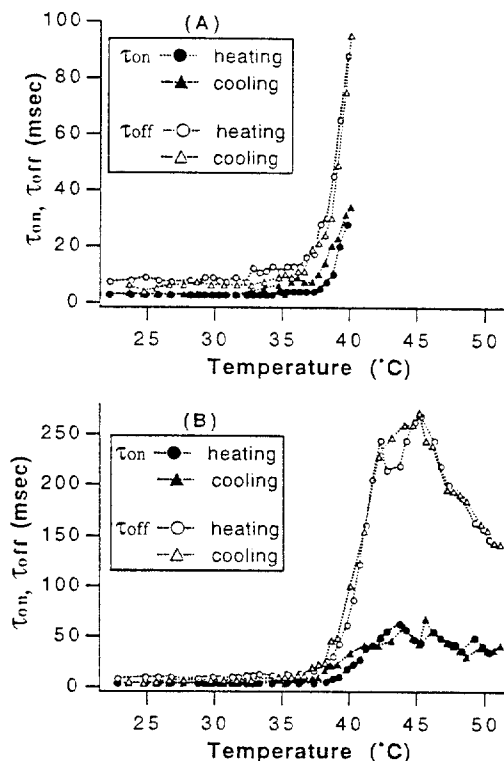 (A)
100
80
60
40
20
0
τon, τoff (msec)
τon heating
cooling
τoff heating
cooling
25 30 35 40 45 50
Temperature (°C)
(B)
250
200
150
100
50
0
τon, τoff (msec)
τon heating
cooling
τoff heating
cooling
25 30 35 40 45 50
Temperature (°C)